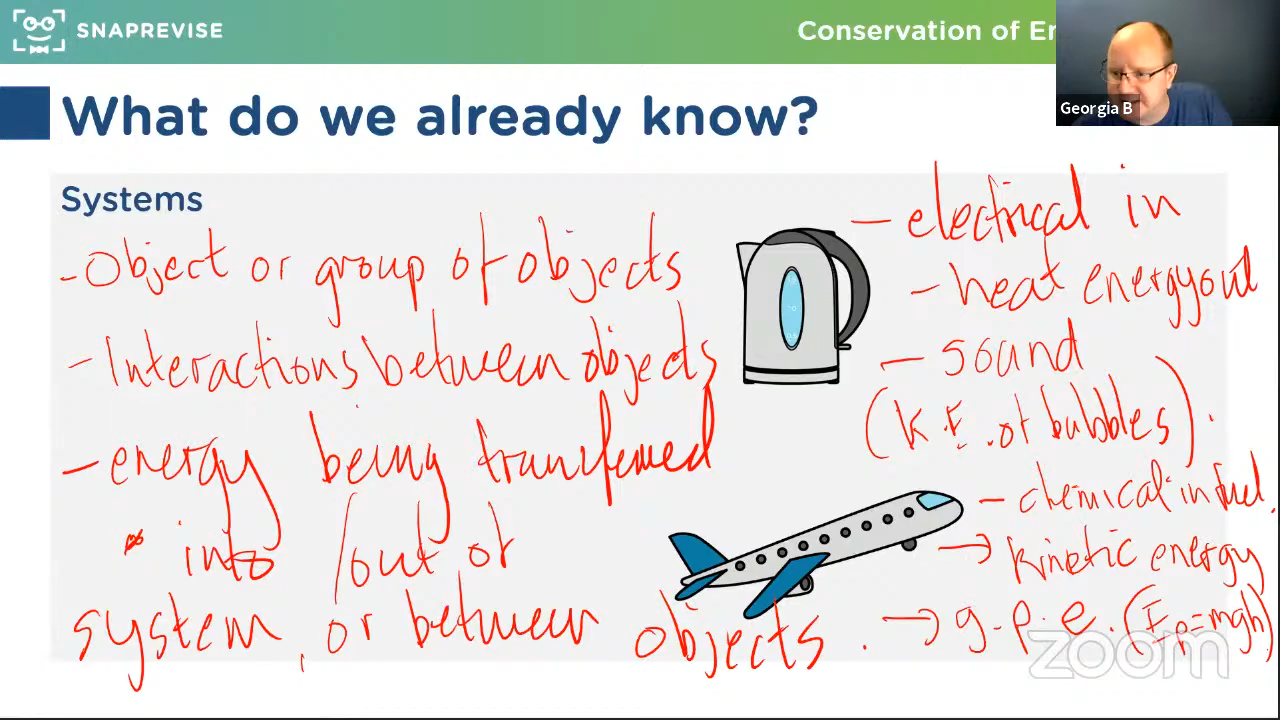 SNAPREVISE
Conservation of En
Georgia B
What do we already know?
Systems
- Object or group of objects
- Interactions between objects
- energy being transferred
into /out of
system, or between objects.
- electrical in
- heat energy out
- sound
(K.E. of bubbles).
- chemical in fuel.
→ kinetic energy
→ g.p.e. (Ep=mgh)
zoom